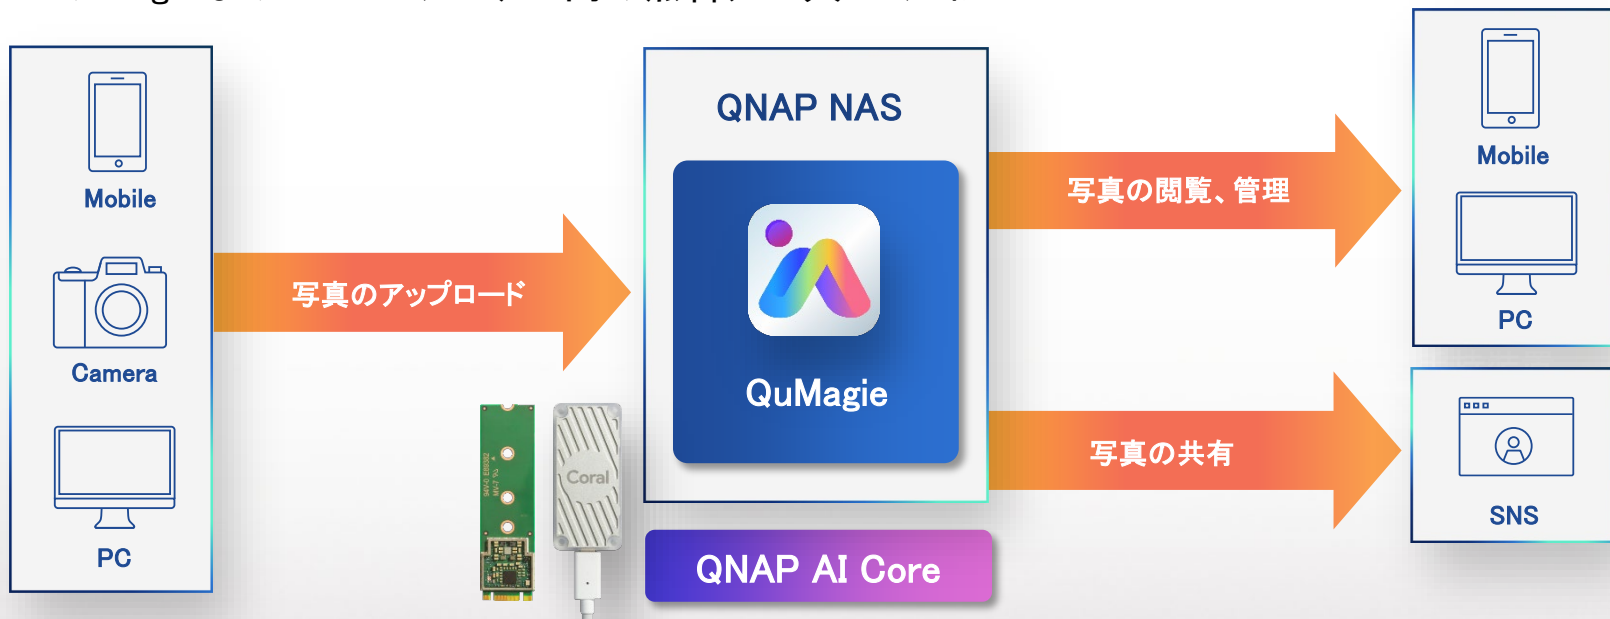 Mobile
Camera
PC
写真のアップロード
Coral
QNAP NAS
QuMagie
QNAP AI Core
写真の閲覧、管理
写真の共有
Mobile
PC
SNS